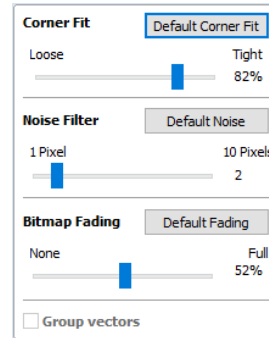 Corner Fit Default Corner Fit
Loose Tight
82%
Noise Filter Default Noise
1 Pixel 10 Pixels
2
Bitmap Fading Default Fading
None Full
52%
Group vectors